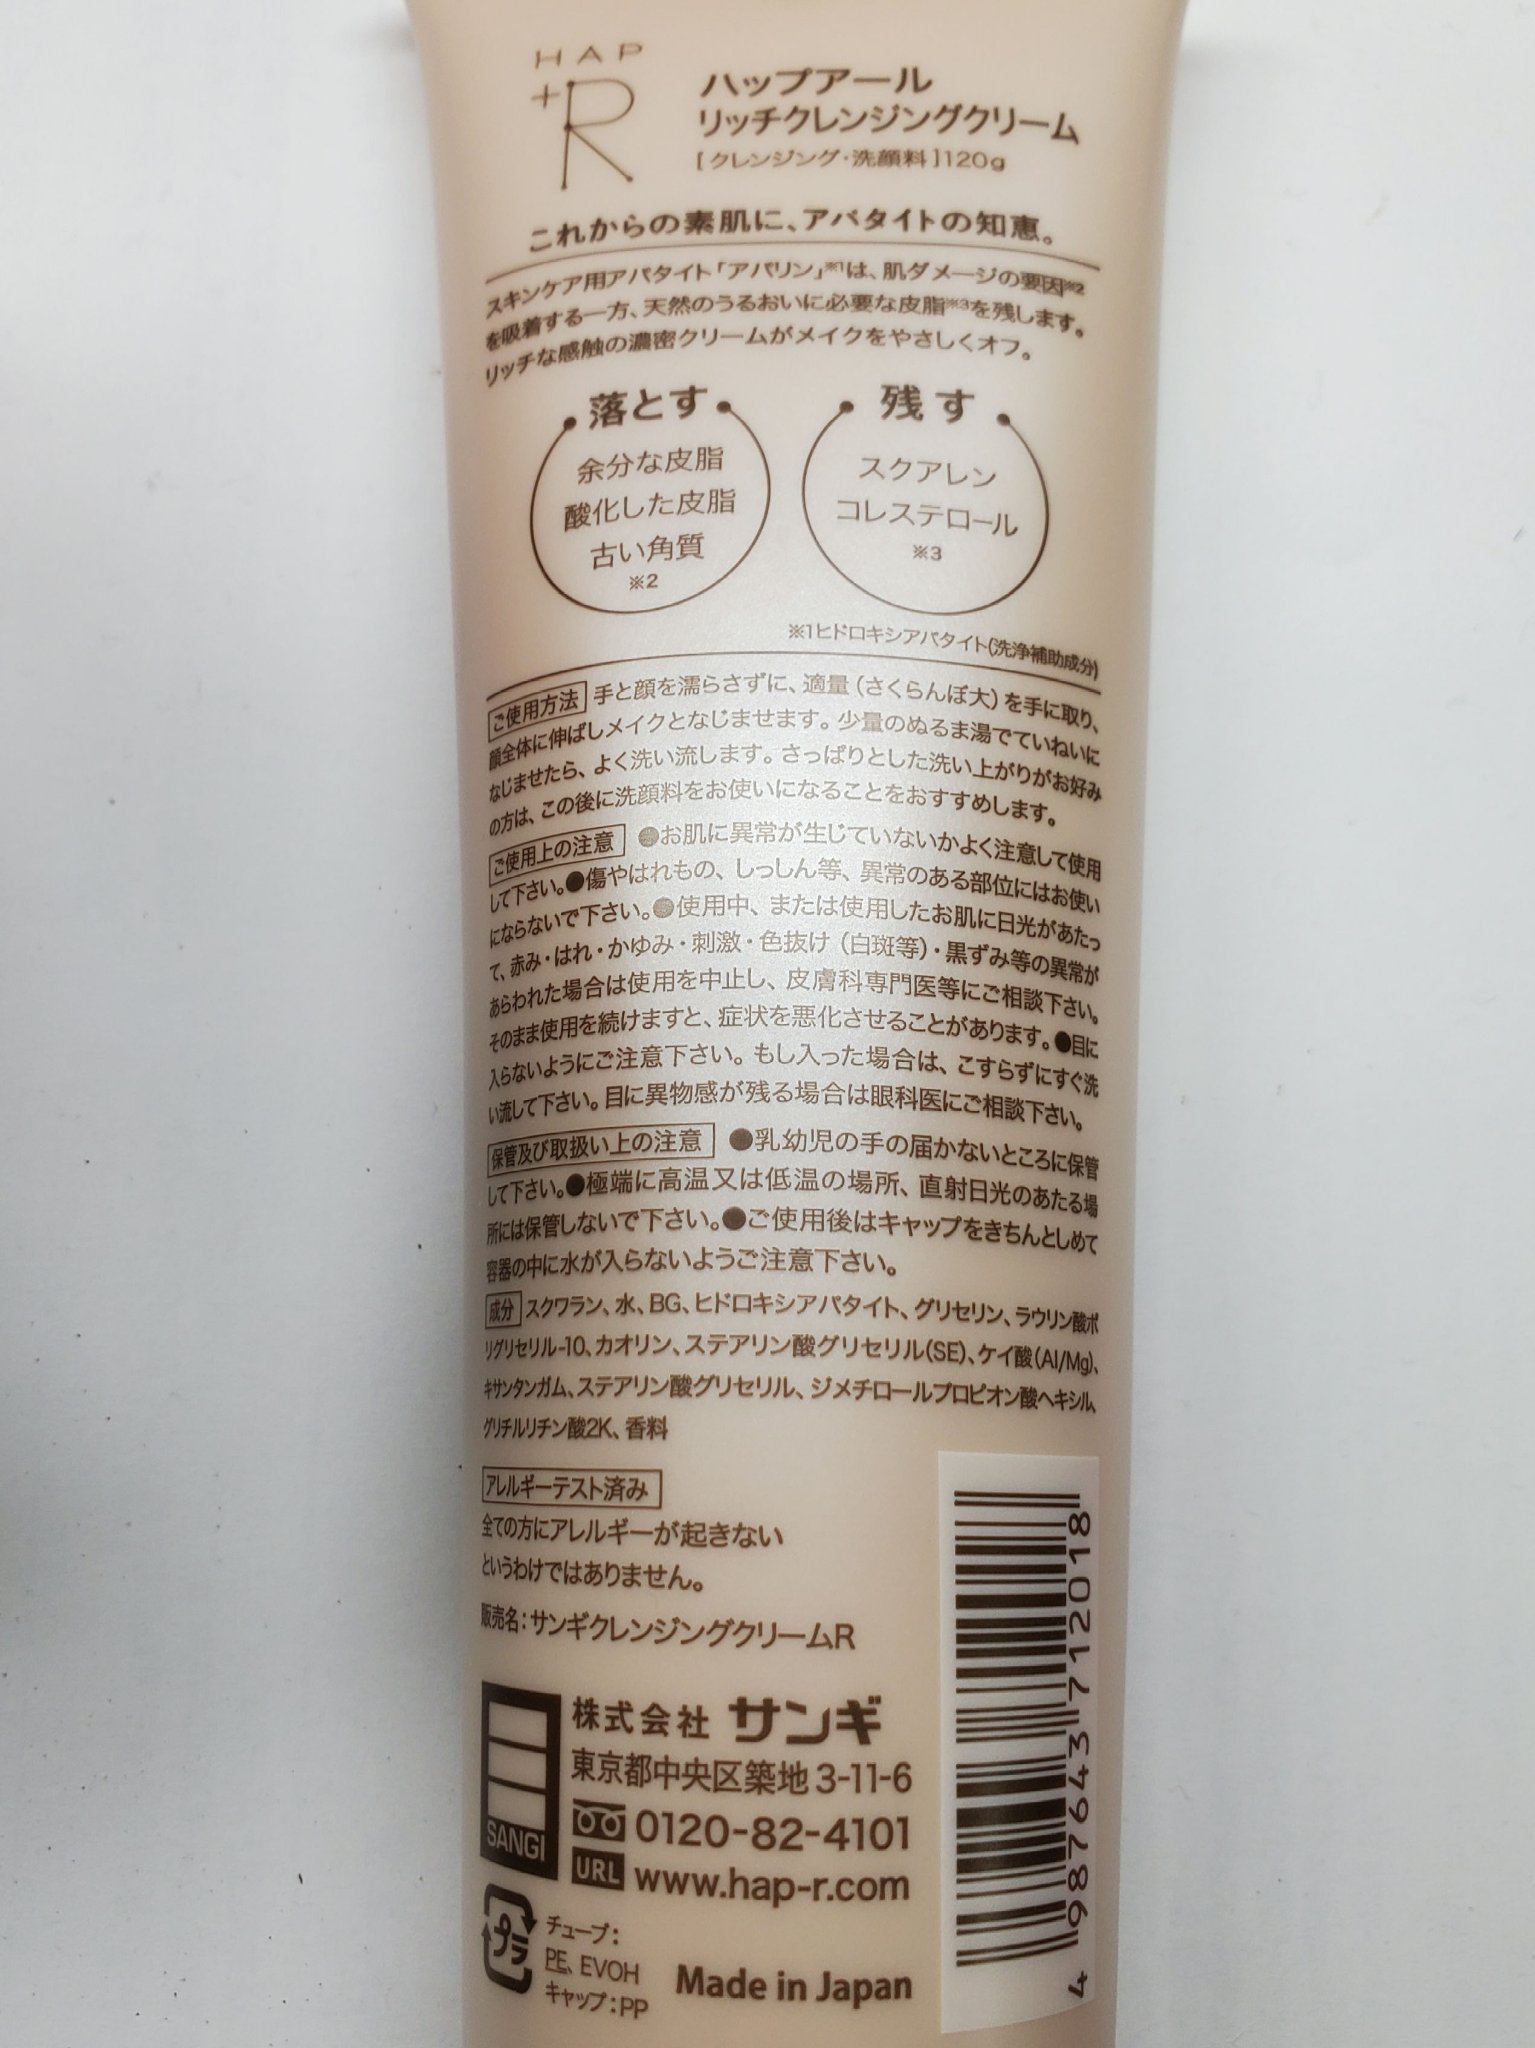 HAP
+R
ハップアール
リッチクレンジングクリーム
[クレンジング・洗顔料]120g
これからの素肌に、アパタイトの知恵。
スキンケア用アパタイト「アパリン」※1は、肌ダメージの要因※2
を吸着する一方、天然のうるおいに必要な皮脂※3を残します。
リッチな感触の濃密クリームがメイクをやさしくオフ。
落とす
余分な皮脂
酸化した皮脂
古い角質
※2
残す
スクアレン
コレステロール
※3
※1ヒドロキシアパタイト(洗浄補助成分)
ご使用方法 手と顔を濡らさずに、適量(さくらんぼ大)を手に取り、
顔全体に伸ばしメイクとなじませます。少量のぬるま湯でていねいに
なじませたら、よく洗い流します。さっぱりとした洗い上がりがお好み
の方は、この後に洗顔料をお使いになることをおすすめします。
ご使用上の注意 ●お肌に異常が生じていないかよく注意して使用
して下さい。●傷やはれもの、しっしん等、異常のある部位にはお使い
にならないで下さい。●使用中、または使用したお肌に日光があたっ
て、赤み・はれ・かゆみ・刺激・色抜け(白斑等)・黒ずみ等の異常が
あらわれた場合は使用を中止し、皮膚科専門医等にご相談下さい。
そのまま使用を続けますと、症状を悪化させることがあります。●目に
入らないようにご注意下さい。もし入った場合は、こすらずにすぐ洗
い流して下さい。目に異物感が残る場合は眼科医にご相談下さい。
保管及び取扱い上の注意 ●乳幼児の手の届かないところに保管
して下さい。●極端に高温又は低温の場所、直射日光のあたる場
所には保管しないで下さい。●ご使用後はキャップをきちんとしめて
容器の中に水が入らないようご注意下さい。
成分 スクワラン、水、BG、ヒドロキシアパタイト、グリセリン、ラウリン酸ポ
リグリセリル-10、カオリン、ステアリン酸グリセリル(SE)、ケイ酸(Al/Mg)、
キサンタンガム、ステアリン酸グリセリル、ジメチロールプロピオン酸ヘキシル、
グリチルリチン酸2K、香料
アレルギーテスト済み
全ての方にアレルギーが起きない
というわけではありません。
販売名:サンギクレンジングクリームR
SANGI
株式会社 サンギ
東京都中央区築地 3-11-6
0120-82-4101
URL www.hap-r.com
プラ
チューブ:
PE、EVOH
キャップ:PP
Made in Japan
4 987643 712018